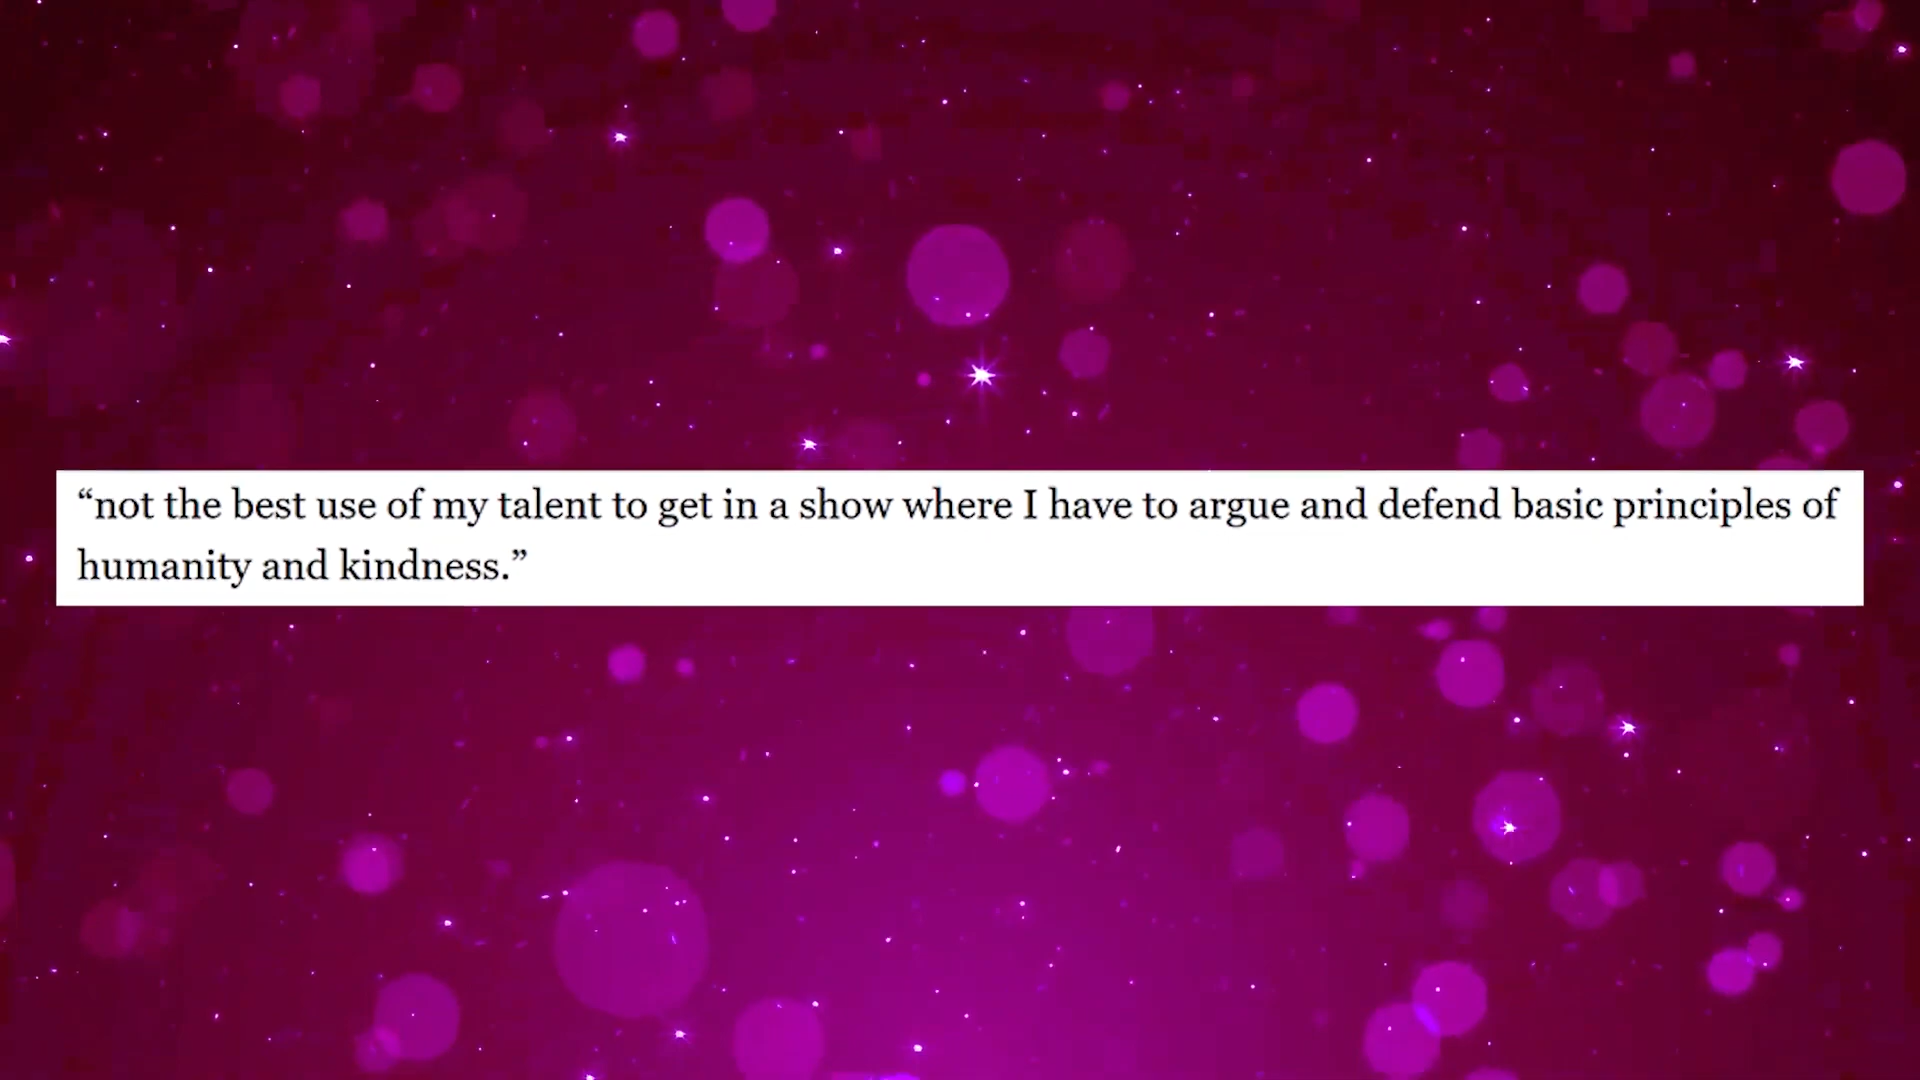 “not the best use of my talent to get in a show where I have to argue and defend basic principles of
humanity and kindness.”